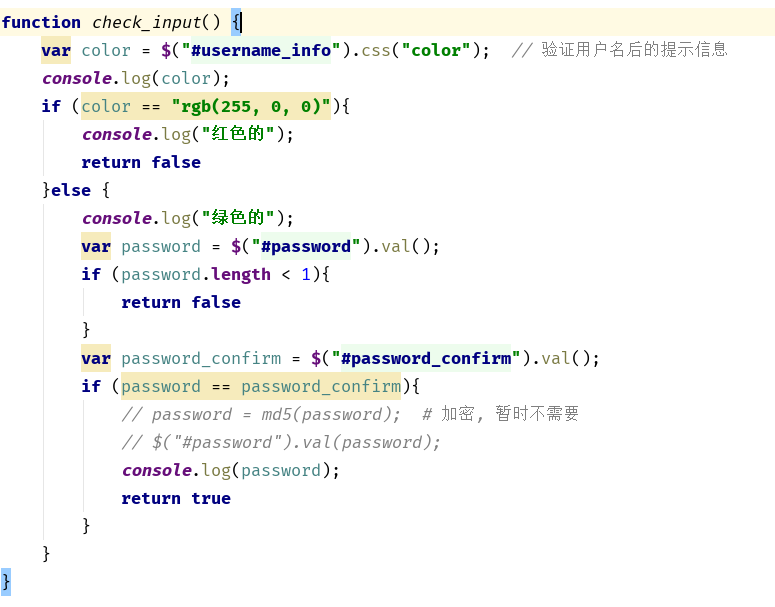 function check_input() {
var color = $("#username_info").css("color");  // 验证用户名后的提示信息
console.log(color);
if (color == "rgb(255, 0, 0)"){
console.log("红色的");
return false
}else {
console.log("绿色的");
var password = $("#password").val();
if (password.length < 1){
return false
}
var password_confirm = $("#password_confirm").val();
if (password == password_confirm){
// password = md5(password);  # 加密, 暂时不需要
// $("#password").val(password);
console.log(password);
return true
}
}
}